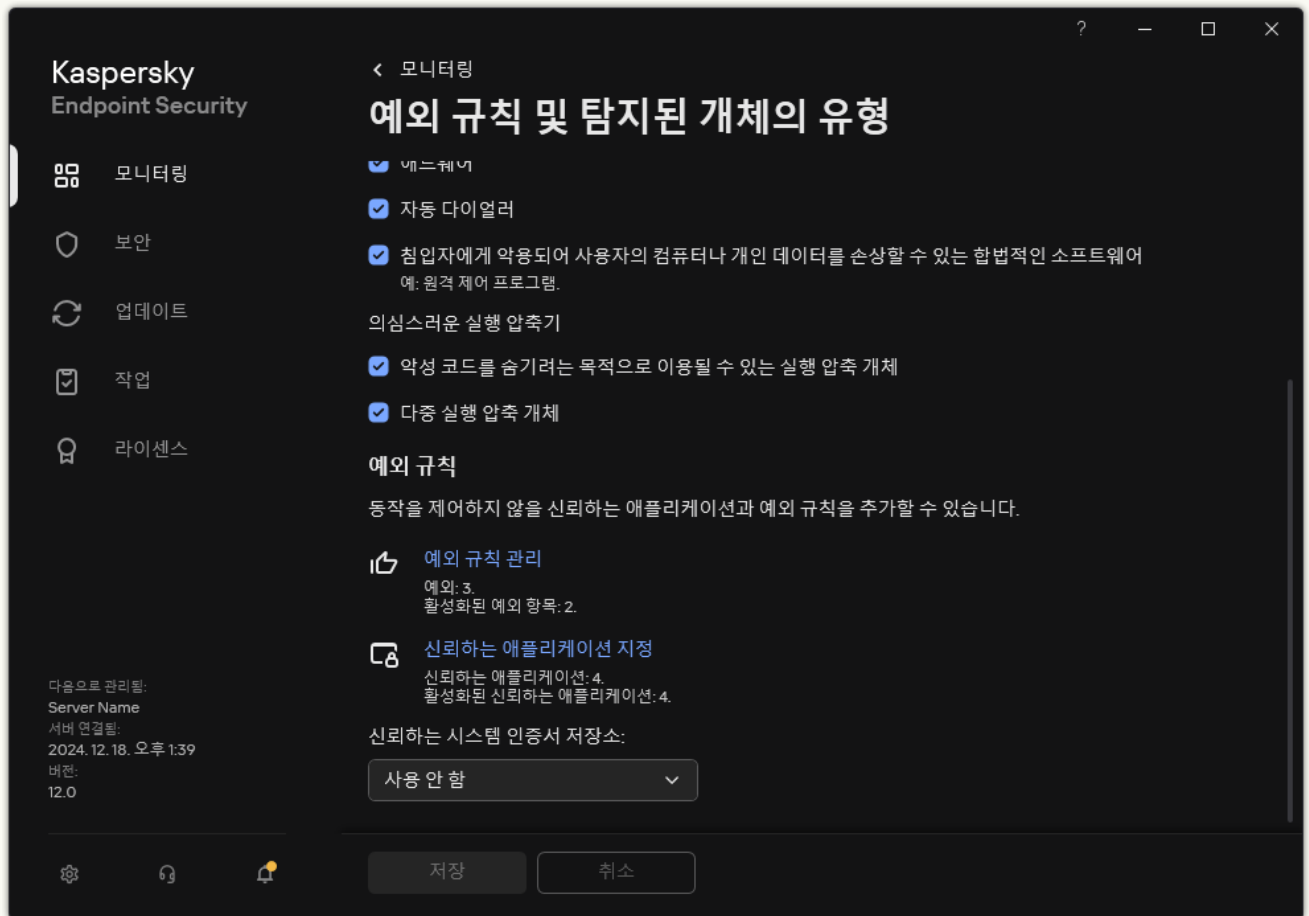 ?
Kaspersky
Endpoint Security
모니터링
보안
업데이트
작업
라이센스
다음으로 관리됨:
Server Name
서버 연결됨:
2024. 12. 18. 오후 1:39
버전:
12.0
모니터링
예외 규칙 및 탐지된 개체의 유형
애드웨어
자동 다이얼러
침입자에게 악용되어 사용자의 컴퓨터나 개인 데이터를 손상할 수 있는 합법적인 소프트웨어
예: 원격 제어 프로그램.
의심스러운 실행 압축기
악성 코드를 숨기려는 목적으로 이용될 수 있는 실행 압축 개체
다중 실행 압축 개체
예외 규칙
동작을 제어하지 않을 신뢰하는 애플리케이션과 예외 규칙을 추가할 수 있습니다.
예외 규칙 관리
예외: 3.
활성화된 예외 항목: 2.
신뢰하는 애플리케이션 지정
신뢰하는 애플리케이션: 4.
활성화된 신뢰하는 애플리케이션: 4.
신뢰하는 시스템 인증서 저장소:
사용 안 함
저장
취소